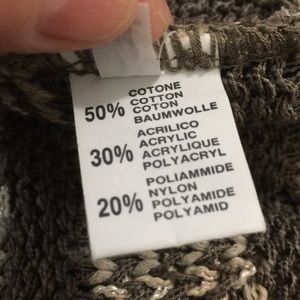 COTONE
50% COTTON
COTON
BAUMWOLLE
ACRILICO
30% ACRYLIC
ACRYLIQUE
POLYACRYL
POLIAMMIDE
20% NYLON
POLYAMIDE
POLYAMID